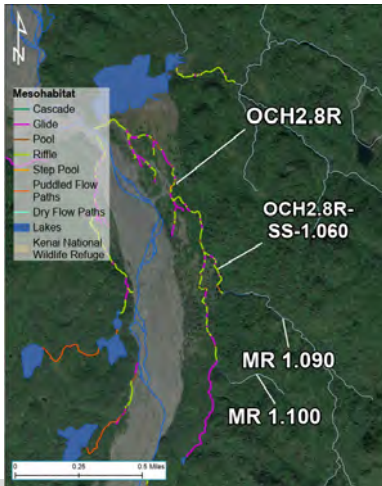 N
Mesohabitat
Cascade
Glide
Pool
Riffle
Step Pool
Puddled Flow
Paths
Dry Flow Paths
Lakes
Kenai National
Wildlife Refuge
OCH2.8R
OCH2.8R-
SS-1.060
MR 1.090
MR 1.100
0 0.25 0.5 Miles